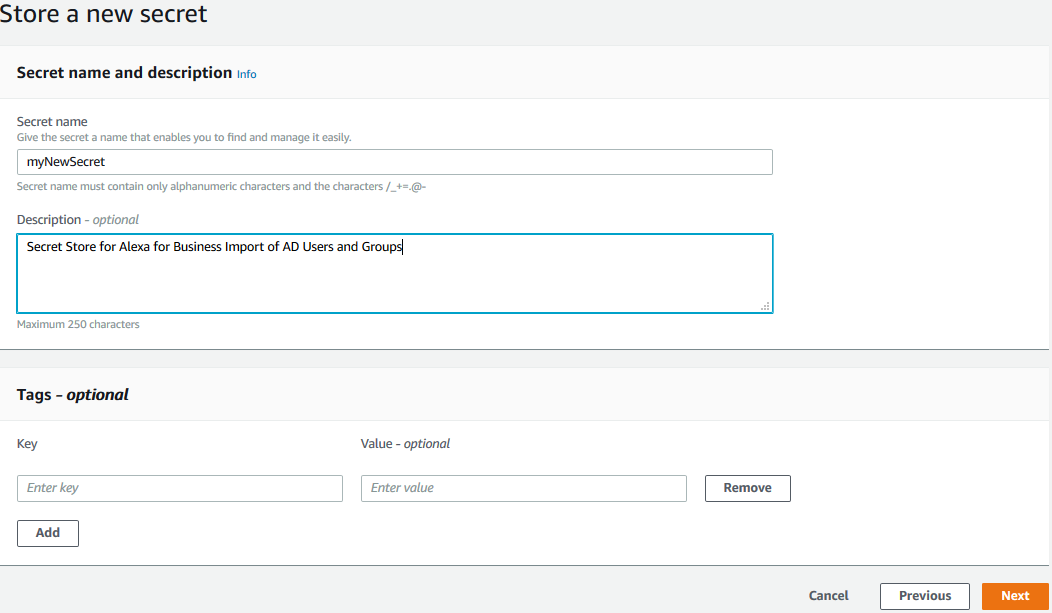 Store a new secret
Secret name and description Info
Secret name
Give the secret a name that enables you to find and manage it easily.
myNewSecret
Secret name must contain only alphanumeric characters and the characters /_+=.@-
Description - optional
Secret Store for Alexa for Business Import of AD Users and Groups
Maximum 250 characters
Tags - optional
Key Value - optional
Enter key Enter value Remove
Add
Cancel Previous Next